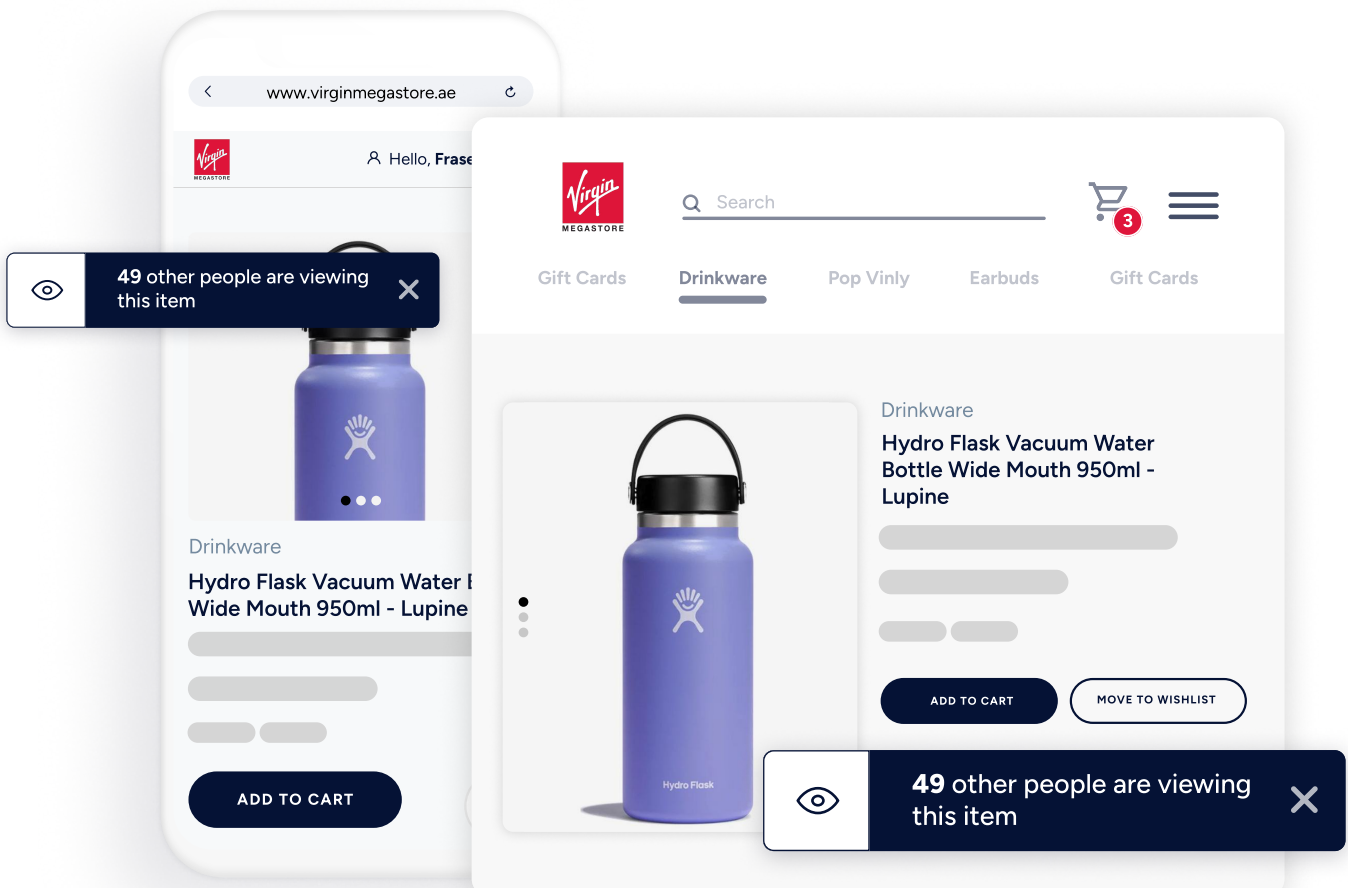 www.virginmegastore.ae
Virgin
MEGASTORE
Hello, Frase
49 other people are viewing
this item
Drinkware
Hydro Flask Vacuum Water B
Wide Mouth 950ml - Lupine
ADD TO CART
Virgin
MEGASTORE
Search
3
Gift Cards
Drinkware
Pop Vinly
Earbuds
Gift Cards
Hydro Flask
Drinkware
Hydro Flask Vacuum Water
Bottle Wide Mouth 950ml -
Lupine
ADD TO CART
MOVE TO WISHLIST
49 other people are viewing
this item